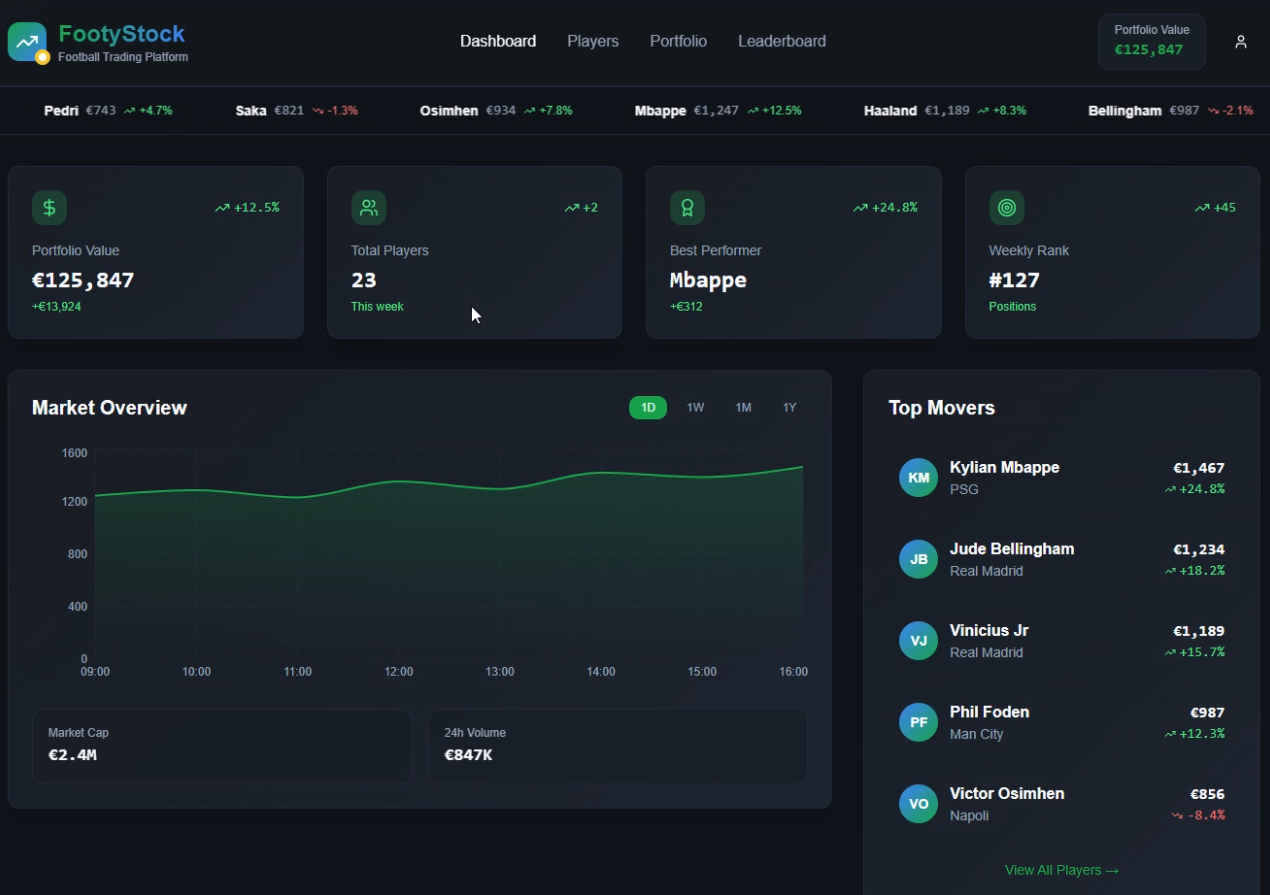 FootyStock
Football Trading Platform
Dashboard Players Portfolio Leaderboard
Portfolio Value
€125,847
Pedri €743 +4.7% Saka €821 -1.3% Osimhen €934 +7.8% Mbappe €1,247 +12.5% Haaland €1,189 +8.3% Bellingham €987 -2.1%
+12.5%
Portfolio Value
€125,847
+€13,924
+2
Total Players
23
This week
+24.8%
Best Performer
Mbappe
+€312
+45
Weekly Rank
#127
Positions
Market Overview
1D 1W 1M 1Y
1600
1200
800
400
0
09:00 10:00 11:00 12:00 13:00 14:00 15:00 16:00
Market Cap
€2.4M
24h Volume
€847K
Top Movers
KM Kylian Mbappe €1,467
PSG +24.8%
JB Jude Bellingham €1,234
Real Madrid +18.2%
VJ Vinicius Jr €1,189
Real Madrid +15.7%
PF Phil Foden €987
Man City +12.3%
VO Victor Osimhen €856
Napoli -8.4%
View All Players →